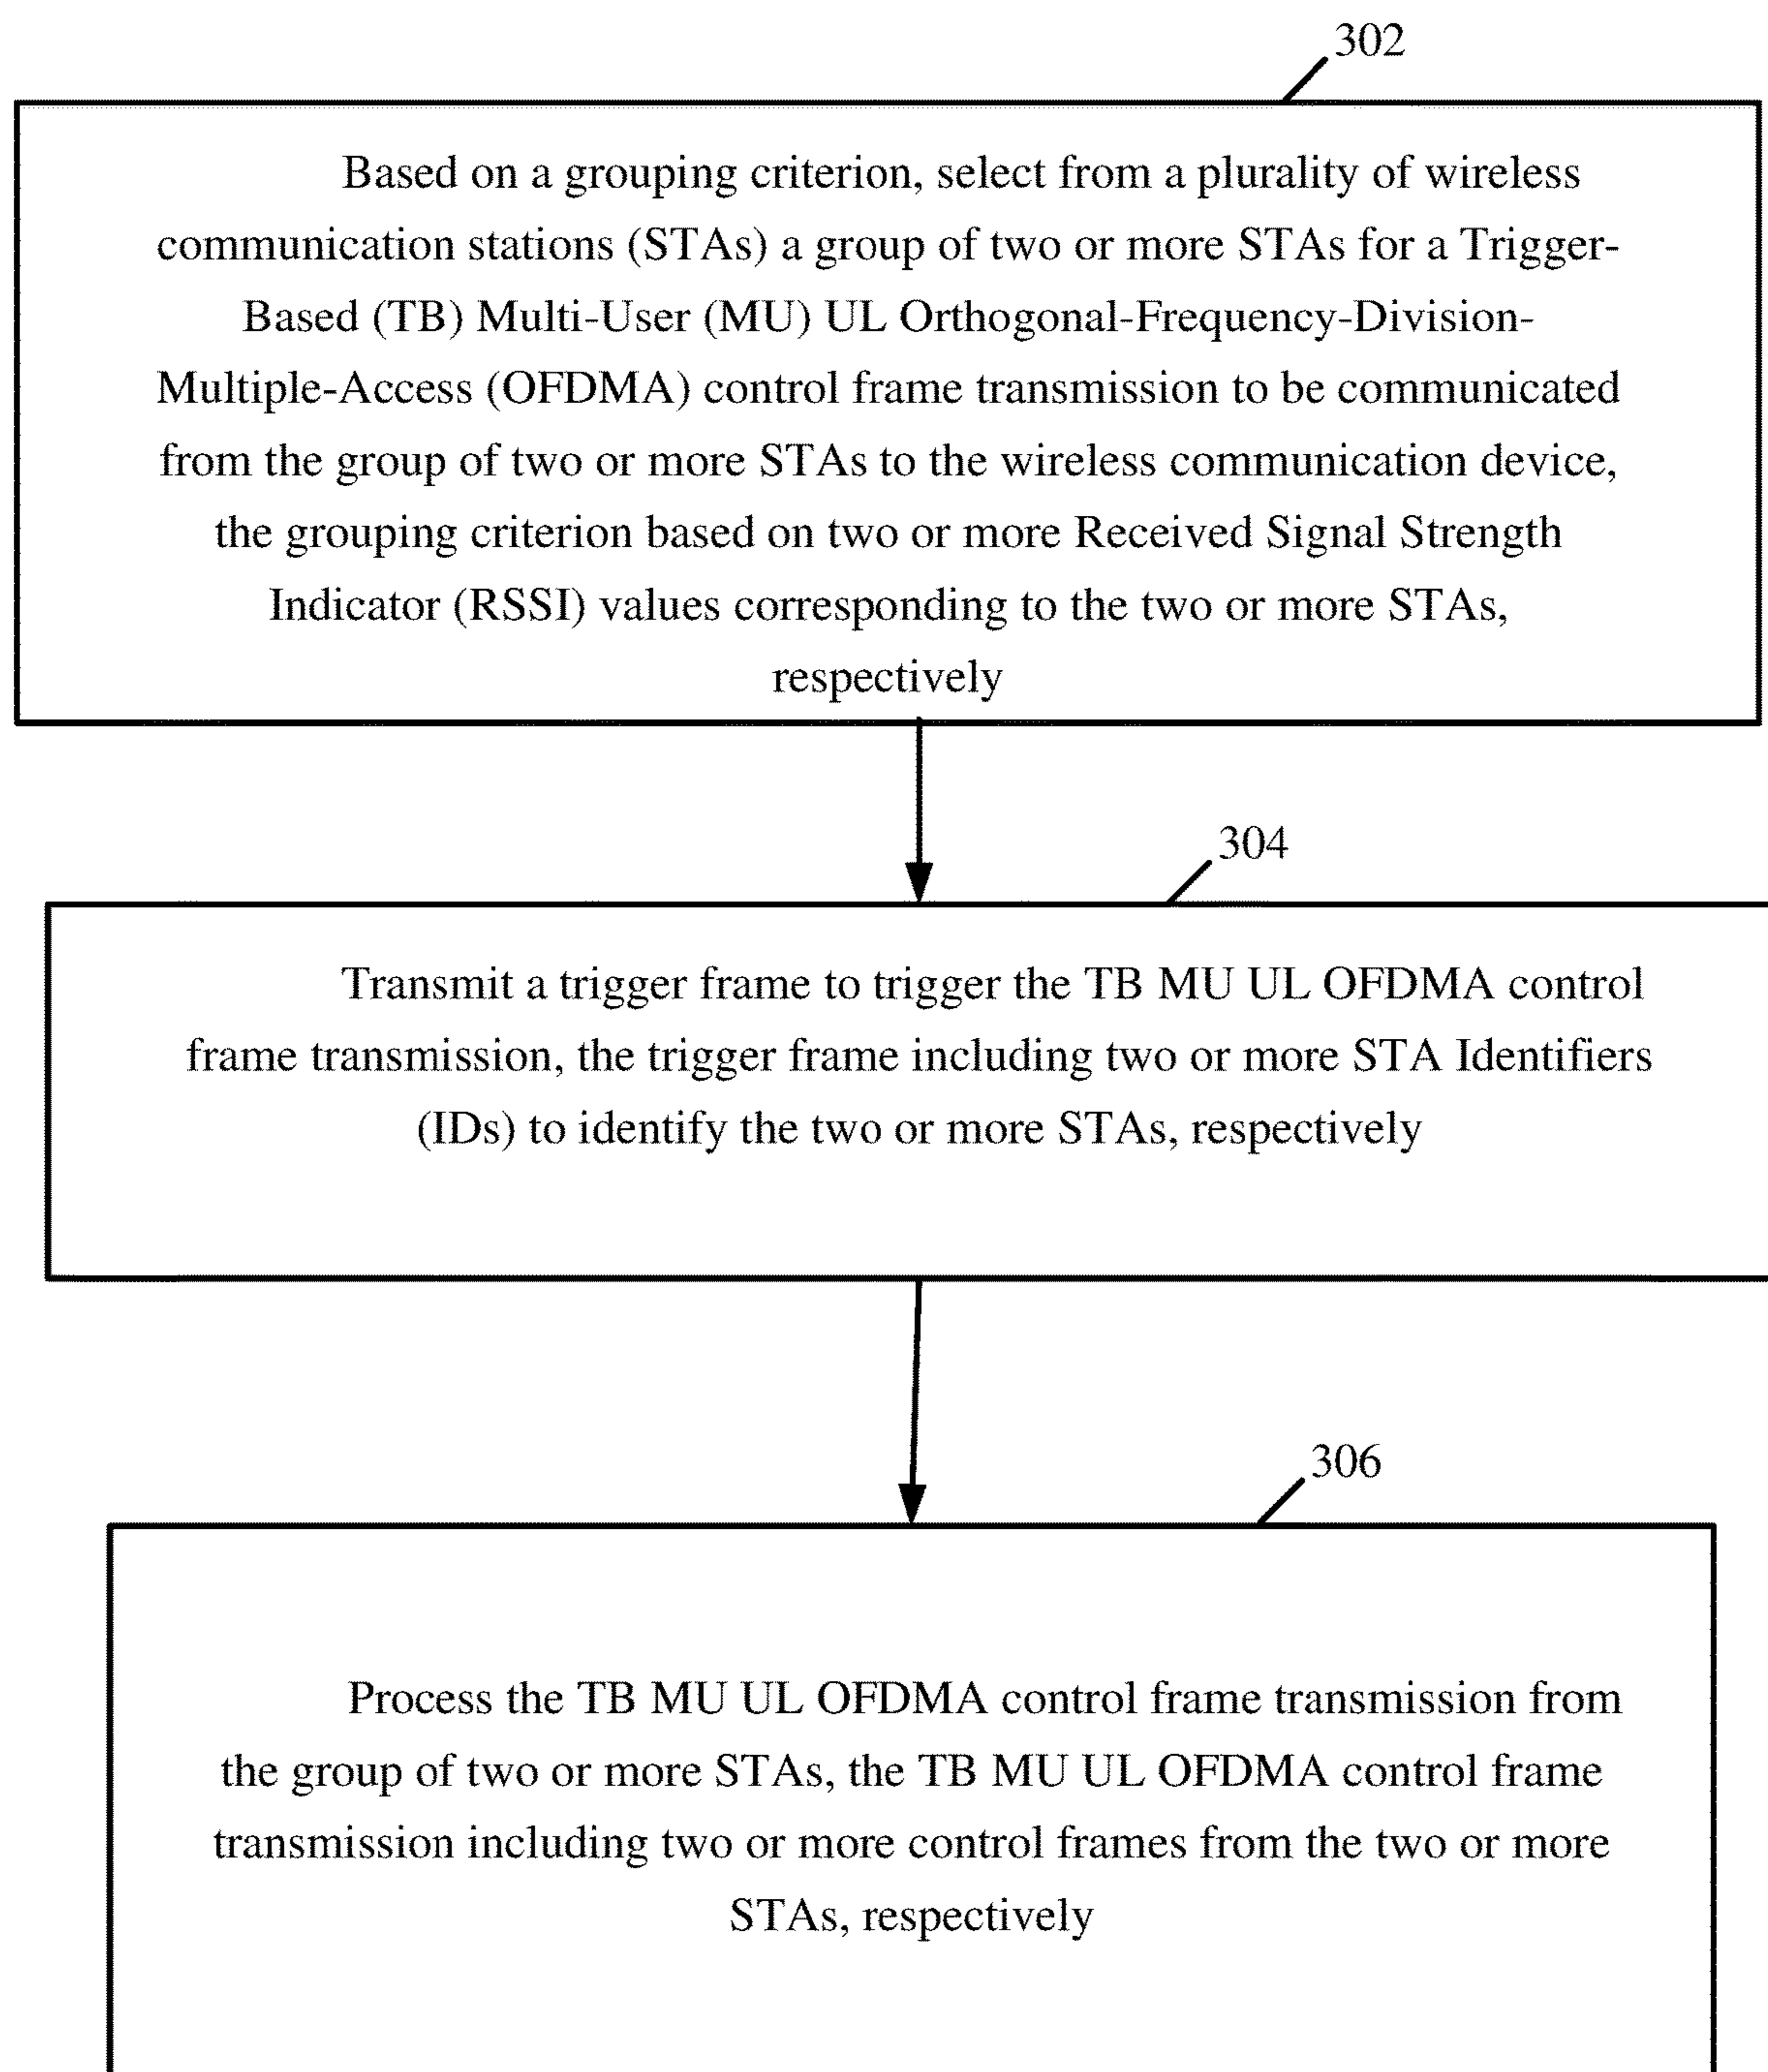 302
Based on a grouping criterion, select from a plurality of wireless
communication stations (STAs) a group of two or more STAs for a Trigger-
Based (TB) Multi-User (MU) UL Orthogonal-Frequency-Division-
Multiple-Access (OFDMA) control frame transmission to be communicated
from the group of two or more STAs to the wireless communication device,
the grouping criterion based on two or more Received Signal Strength
Indicator (RSSI) values corresponding to the two or more STAs,
respectively
304
Transmit a trigger frame to trigger the TB MU UL OFDMA control
frame transmission, the trigger frame including two or more STA Identifiers
(IDs) to identify the two or more STAs, respectively
306
Process the TB MU UL OFDMA control frame transmission from
the group of two or more STAs, the TB MU UL OFDMA control frame
transmission including two or more control frames from the two or more
STAs, respectively